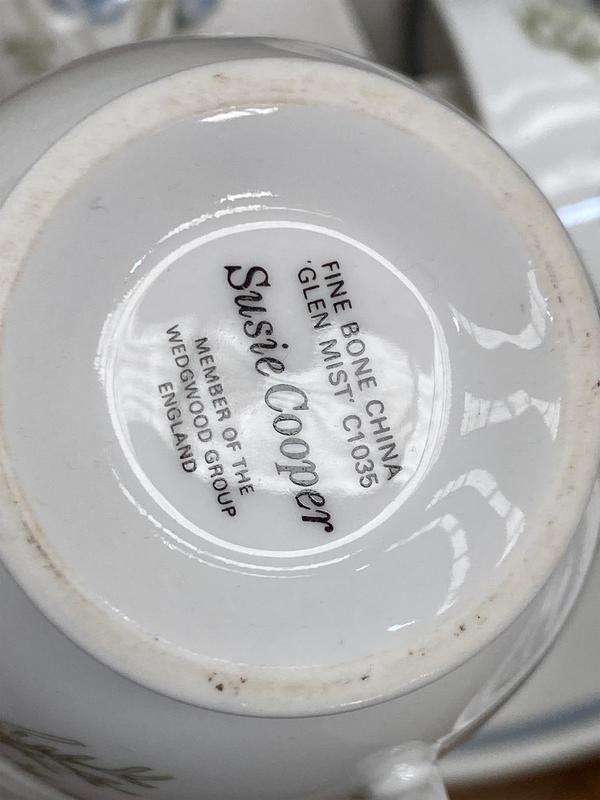 FINE BONE CHINA
'GLEN MIST' C1035
Susie Cooper
MEMBER OF THE
WEDGWOOD GROUP
ENGLAND